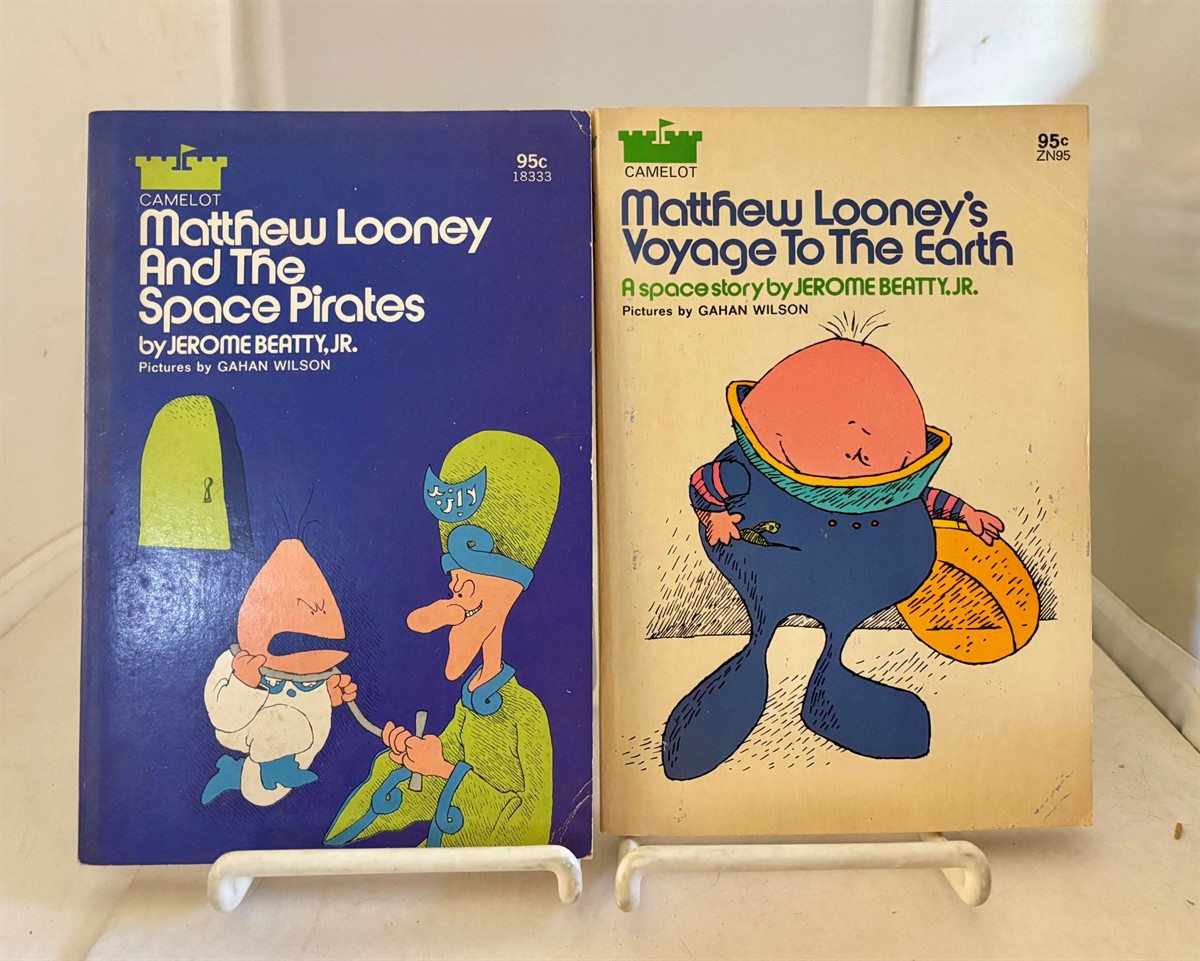 CAMELOT
95c
18333
Matthew Looney
And The
Space Pirates
by JEROME BEATTY, JR.
Pictures by GAHAN WILSON
CAMELOT
95c
ZN95
Matthew Looney's
Voyage To The Earth
A space story by JEROME BEATTY, JR.
Pictures by GAHAN WILSON